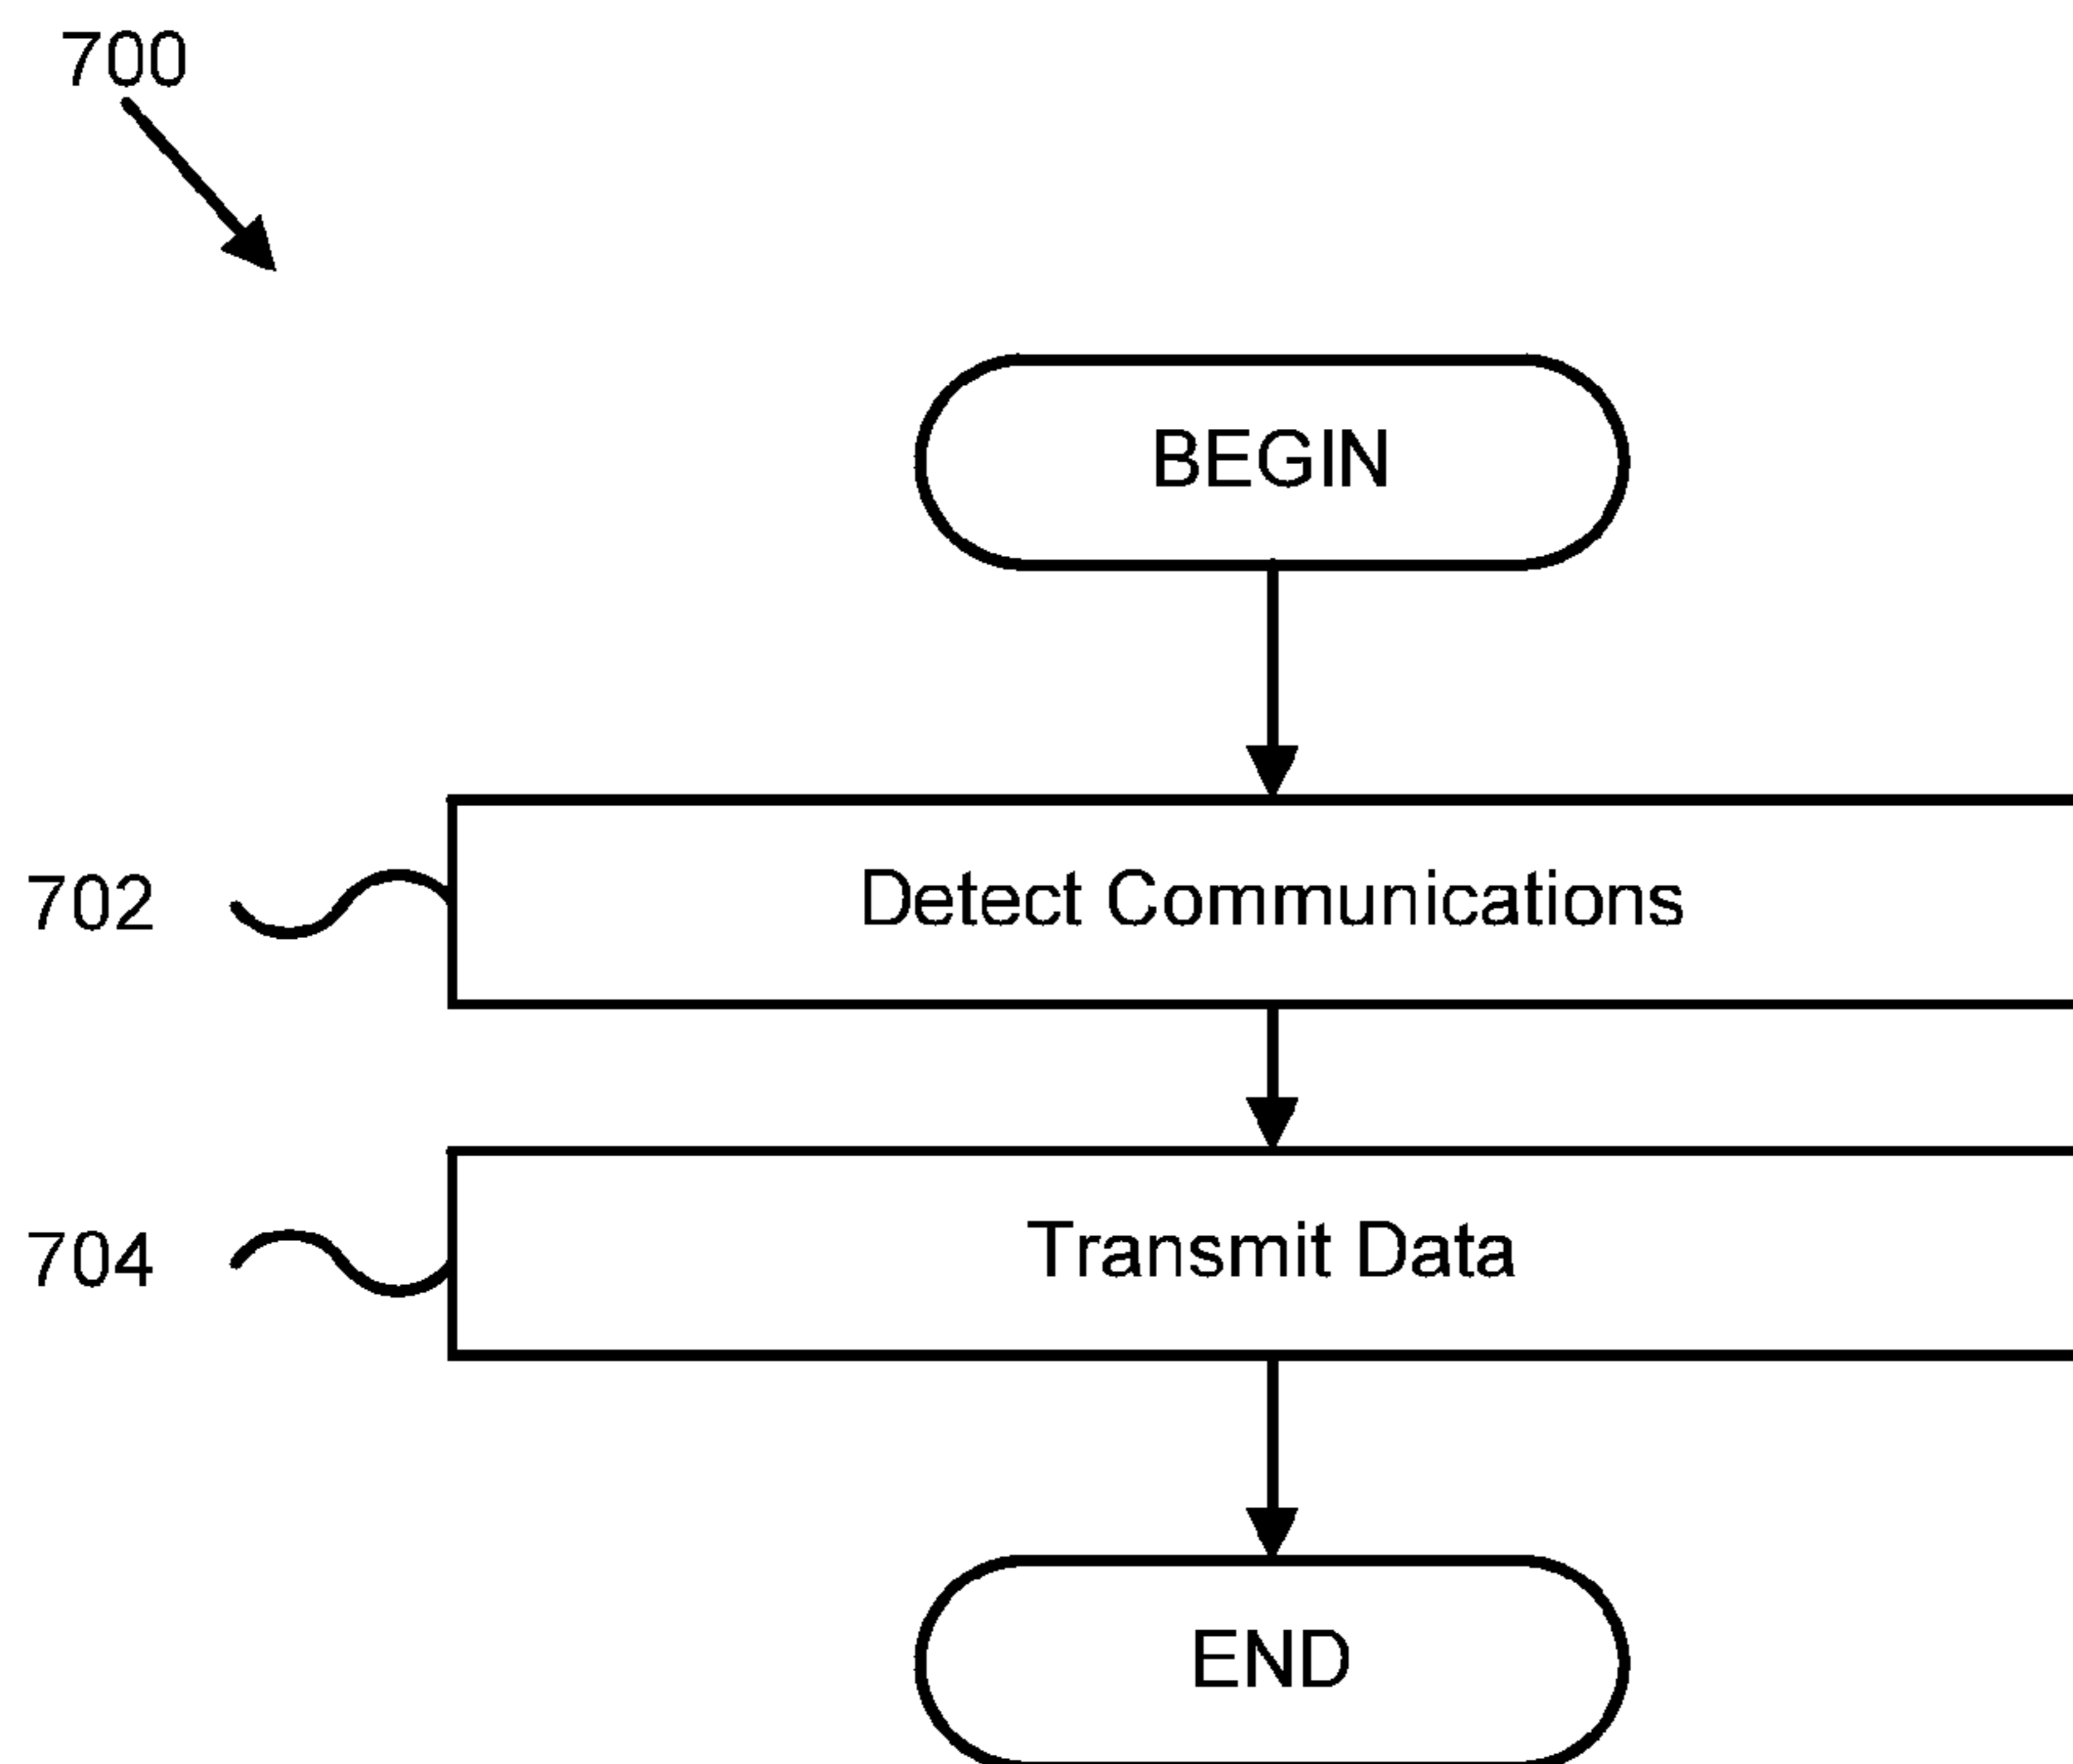 700
BEGIN
702
Detect Communications
704
Transmit Data
END